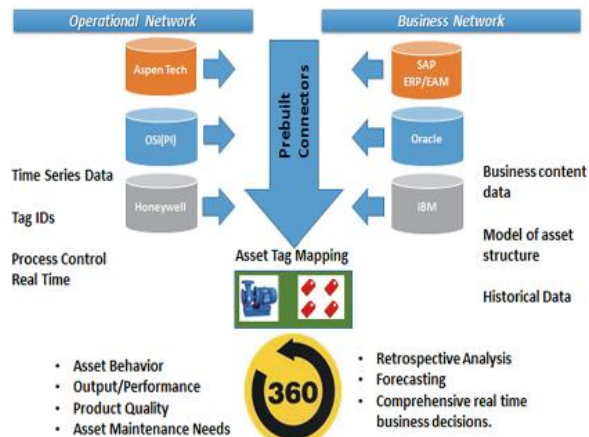 Operational Network
Business Network
Aspen Tech
SAP
ERP/EAM
Prebuilt
Connectors
OSI(PI)
Oracle
Time Series Data
Tag IDs
Process Control
Real Time
Honeywell
IBM
Business content
data
Model of asset
structure
Historical Data
Asset Tag Mapping
360
• Asset Behavior
• Output/Performance
• Product Quality
• Asset Maintenance Needs
• Retrospective Analysis
• Forecasting
• Comprehensive real time
business decisions.